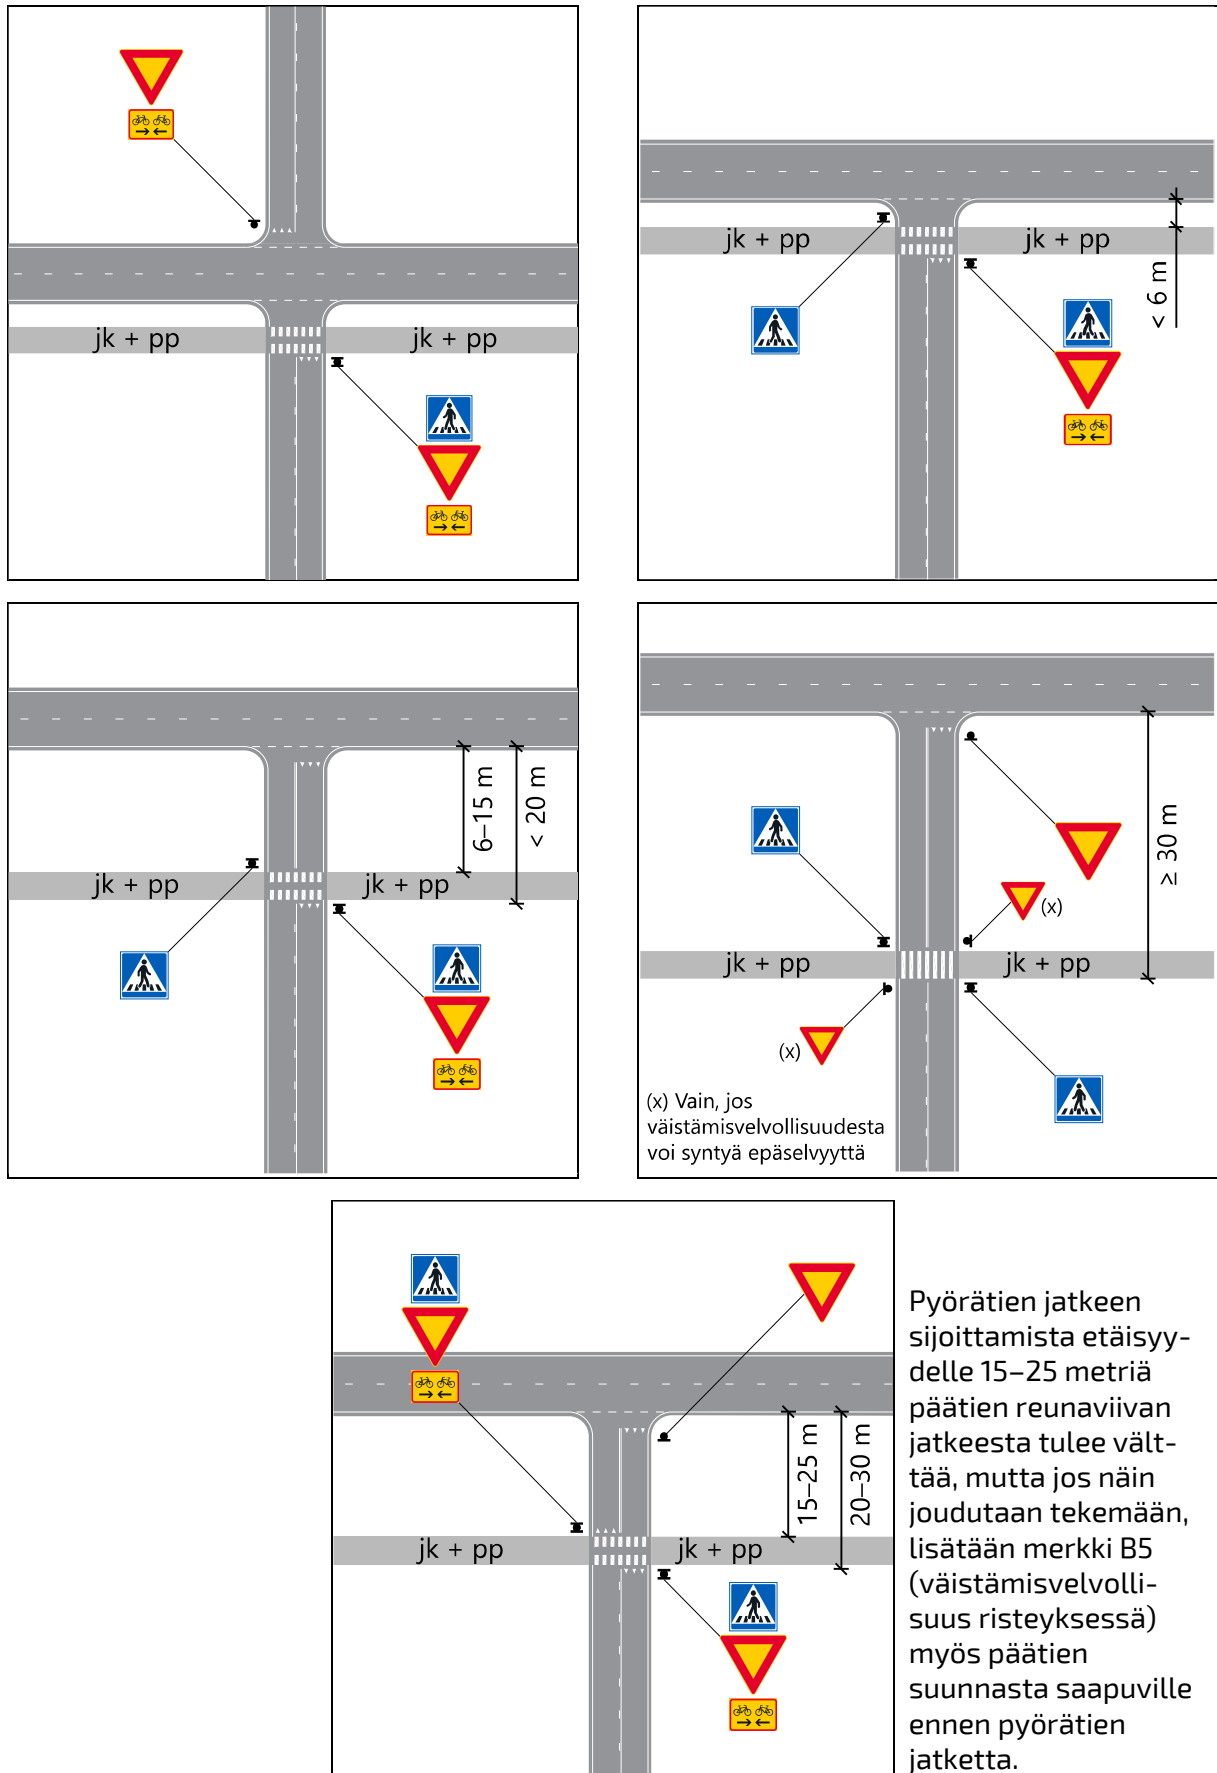 jk + pp
jk + pp
jk + pp
jk + pp
< 6 m
6–15 m
< 20 m
jk + pp
jk + pp
≥ 30 m
(x)
jk + pp
jk + pp
(x)
(x) Vain, jos
väistämisvelvollisuudesta
voi syntyä epäselvyyttä
15–25 m
20–30 m
jk + pp
jk + pp
Pyörätien jatkeen
sijoittamista etäisyy-
delle 15–25 metriä
päätien reunaviivan
jatkeesta tulee vält-
tää, mutta jos näin
joudutaan tekemään,
lisätään merkki B5
(väistämisvelvolli-
suus risteyksessä)
myös päätien
suunnasta saapuville
ennen pyörätien
jatketta.